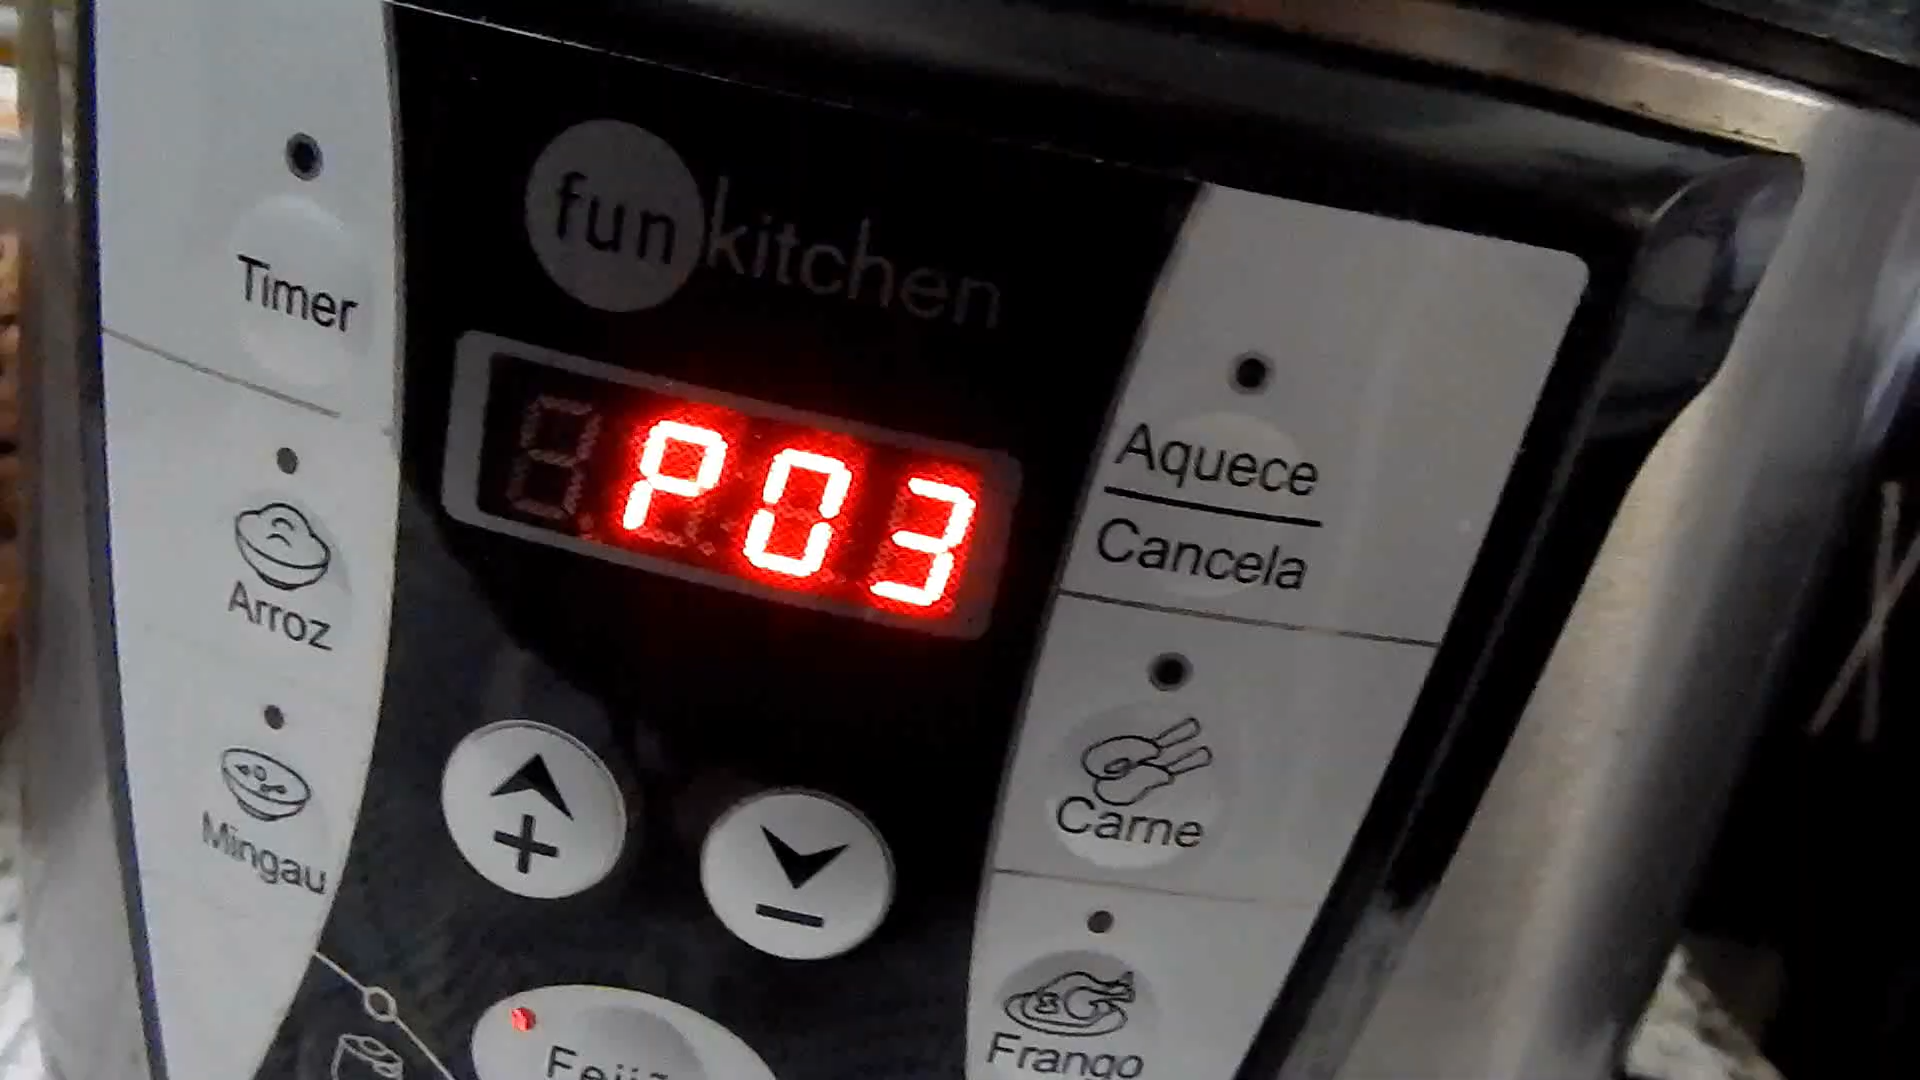 fun kitchen
Timer
P03
Aquece
Cancela
Arroz
+
-
Carne
Mingau
Frango